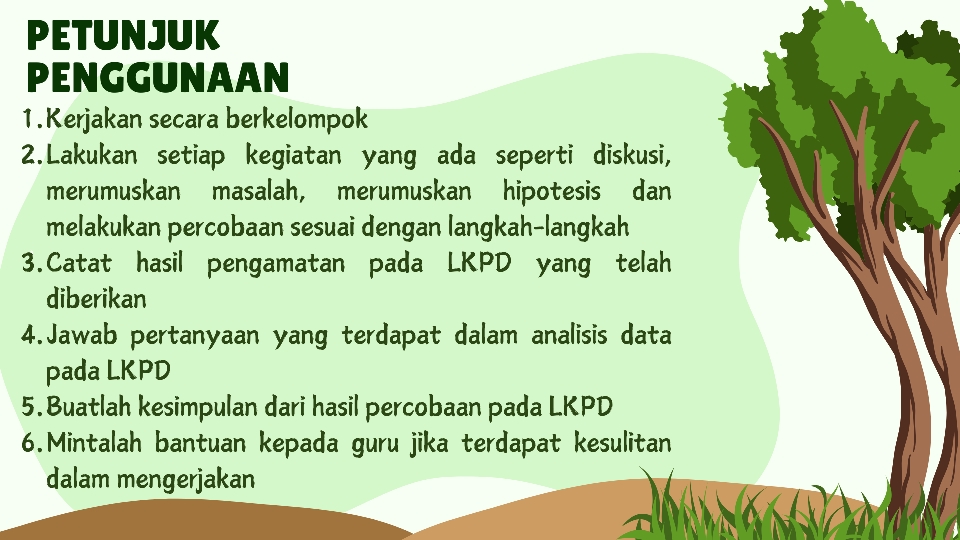 PETUNJUK
PENGGUNAAN
1. Kerjakan secara berkelompok
2. Lakukan setiap kegiatan yang ada seperti diskusi,
merumuskan masalah, merumuskan hipotesis dan
melakukan percobaan sesuai dengan langkah-langkah
3. Catat hasil pengamatan pada LKPD yang telah
diberikan
4. Jawab pertanyaan yang terdapat dalam analisis data
pada LKPD
5. Buatlah kesimpulan dari hasil percobaan pada LKPD
6. Mintalah bantuan kepada guru jika terdapat kesulitan
dalam mengerjakan